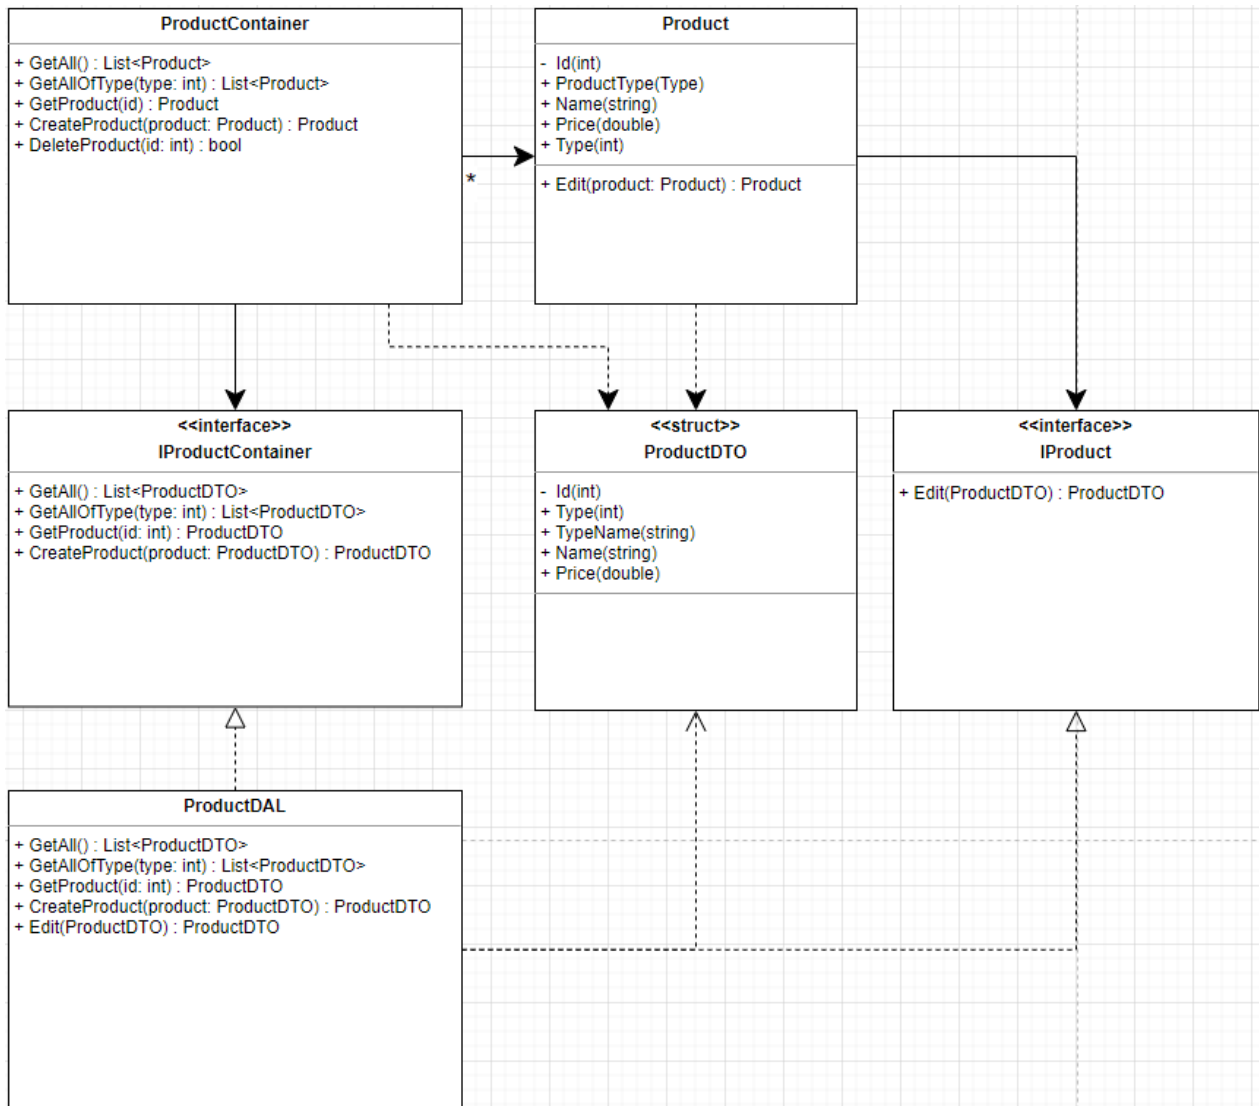 ProductContainer
+ GetAll() : List<Product>
+ GetAllOfType(type: int) : List<Product>
+ GetProduct(id) : Product
+ CreateProduct(product: Product) : Product
+ DeleteProduct(id: int) : bool
*
Product
- Id(int)
+ ProductType(Type)
+ Name(string)
+ Price(double)
+ Type(int)
+ Edit(product: Product) : Product
<<interface>>
IProductContainer
+ GetAll() : List<ProductDTO>
+ GetAllOfType(type: int) : List<ProductDTO>
+ GetProduct(id: int) : ProductDTO
+ CreateProduct(product: ProductDTO) : ProductDTO
<<struct>>
ProductDTO
- Id(int)
+ Type(int)
+ TypeName(string)
+ Name(string)
+ Price(double)
<<interface>>
IProduct
+ Edit(ProductDTO) : ProductDTO
ProductDAL
+ GetAll() : List<ProductDTO>
+ GetAllOfType(type: int) : List<ProductDTO>
+ GetProduct(id: int) : ProductDTO
+ CreateProduct(product: ProductDTO) : ProductDTO
+ Edit(ProductDTO) : ProductDTO